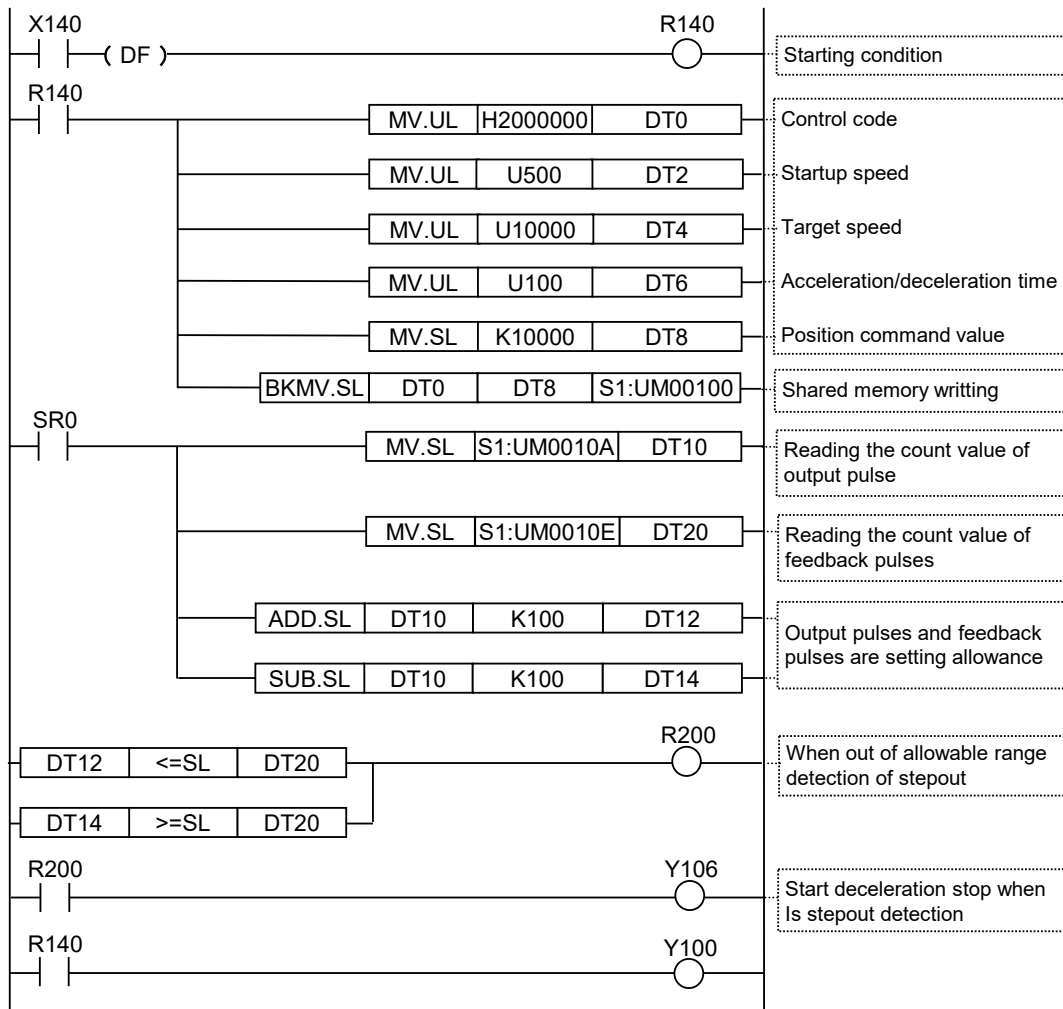 X140
R140
( DF )
Starting condition
R140
MV.UL H2000000 DT0
Control code
MV.UL U500 DT2
Startup speed
MV.UL U10000 DT4
Target speed
MV.UL U100 DT6
Acceleration/deceleration time
MV.SL K10000 DT8
Position command value
BKMV.SL DT0 DT8 S1:UM00100
Shared memory writting
SR0
MV.SL S1:UM0010A DT10
Reading the count value of
output pulse
MV.SL S1:UM0010E DT20
Reading the count value of
feedback pulses
ADD.SL DT10 K100 DT12
Output pulses and feedback
pulses are setting allowance
SUB.SL DT10 K100 DT14
R200
DT12 <=SL DT20
When out of allowable range
detection of stepout
DT14 >=SL DT20
R200
Y106
Start deceleration stop when
Is stepout detection
R140
Y100